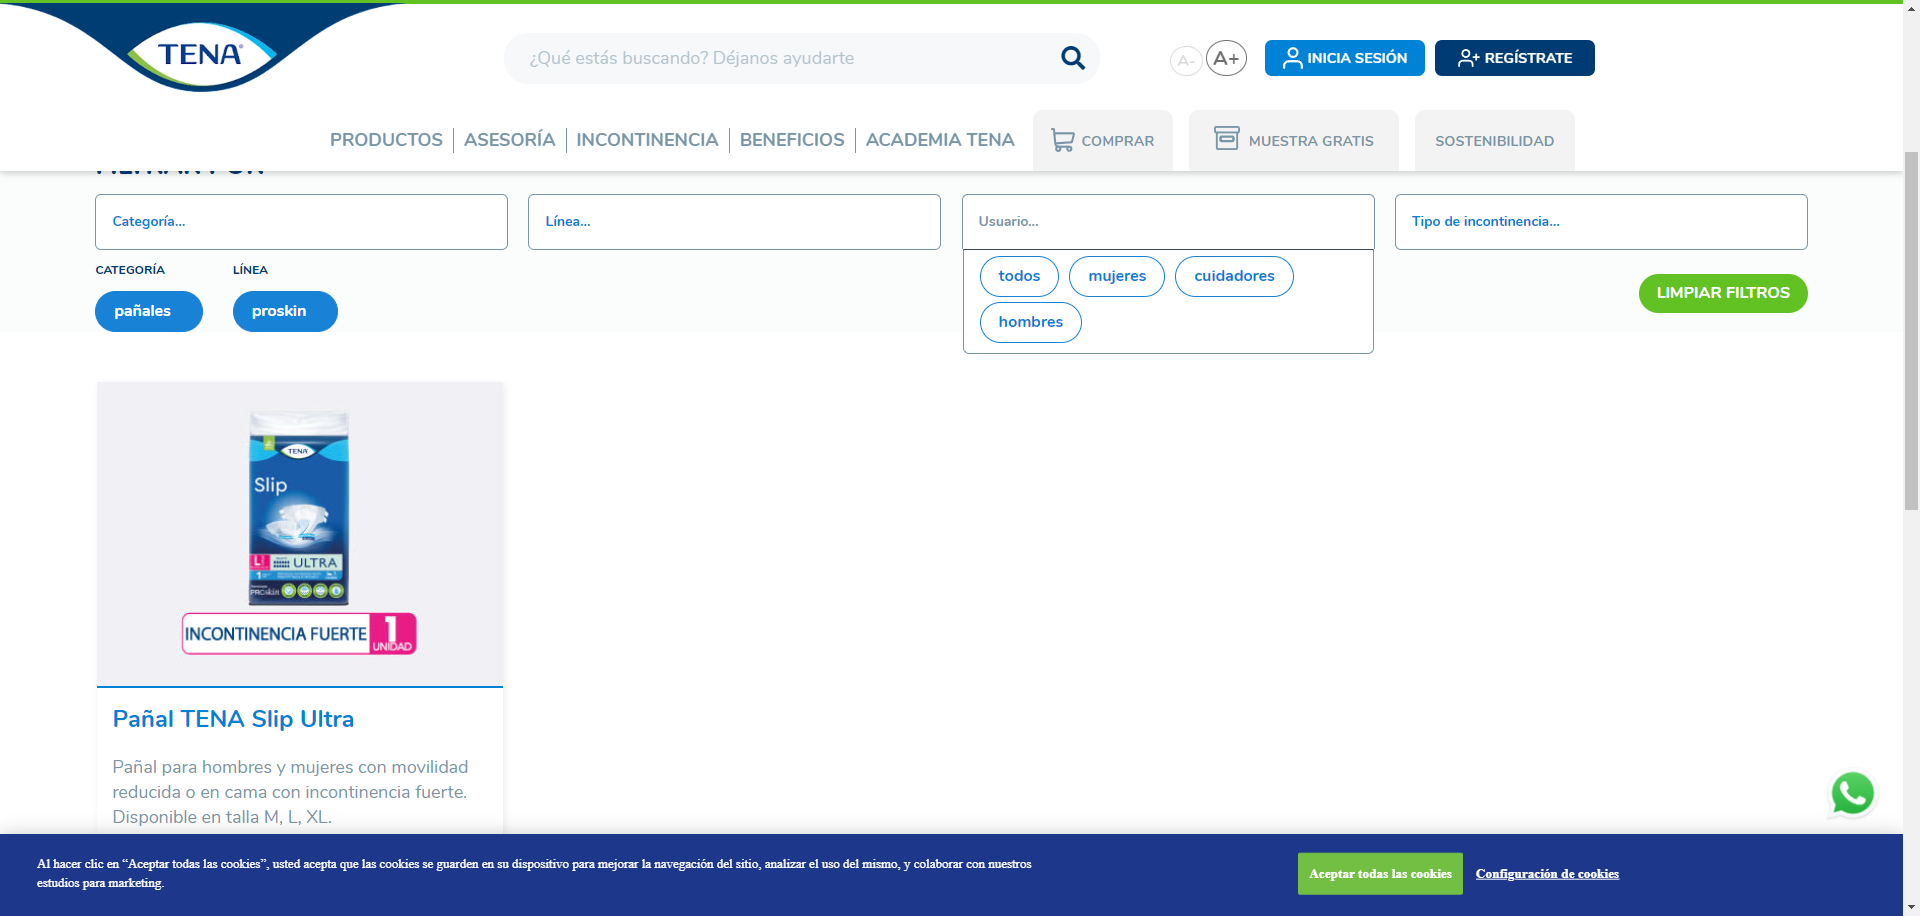 TENA
¿Qué estás buscando? Déjanos ayudarte
A-
A+
INICIA SESIÓN
REGÍSTRATE
PRODUCTOS
ASESORÍA
INCONTINENCIA
BENEFICIOS
ACADEMIA TENA
COMPRAR
MUESTRA GRATIS
SOSTENIBILIDAD
FILTRAR POR
Categoría...
Línea...
Usuario...
Tipo de incontinencia...
CATEGORÍA
LÍNEA
pañales
proskin
todos
mujeres
cuidadores
hombres
LIMPIAR FILTROS
TENA
Slip
L
ULTRA
1
PROskin
INCONTINENCIA FUERTE
1
UNIDAD
Pañal TENA Slip Ultra
Pañal para hombres y mujeres con movilidad
reducida o en cama con incontinencia fuerte.
Disponible en talla M, L, XL.
Al hacer clic en “Aceptar todas las cookies”, usted acepta que las cookies se guarden en su dispositivo para mejorar la navegación del sitio, analizar el uso del mismo, y colaborar con nuestros
estudios para marketing.
Aceptar todas las cookies
Configuración de cookies